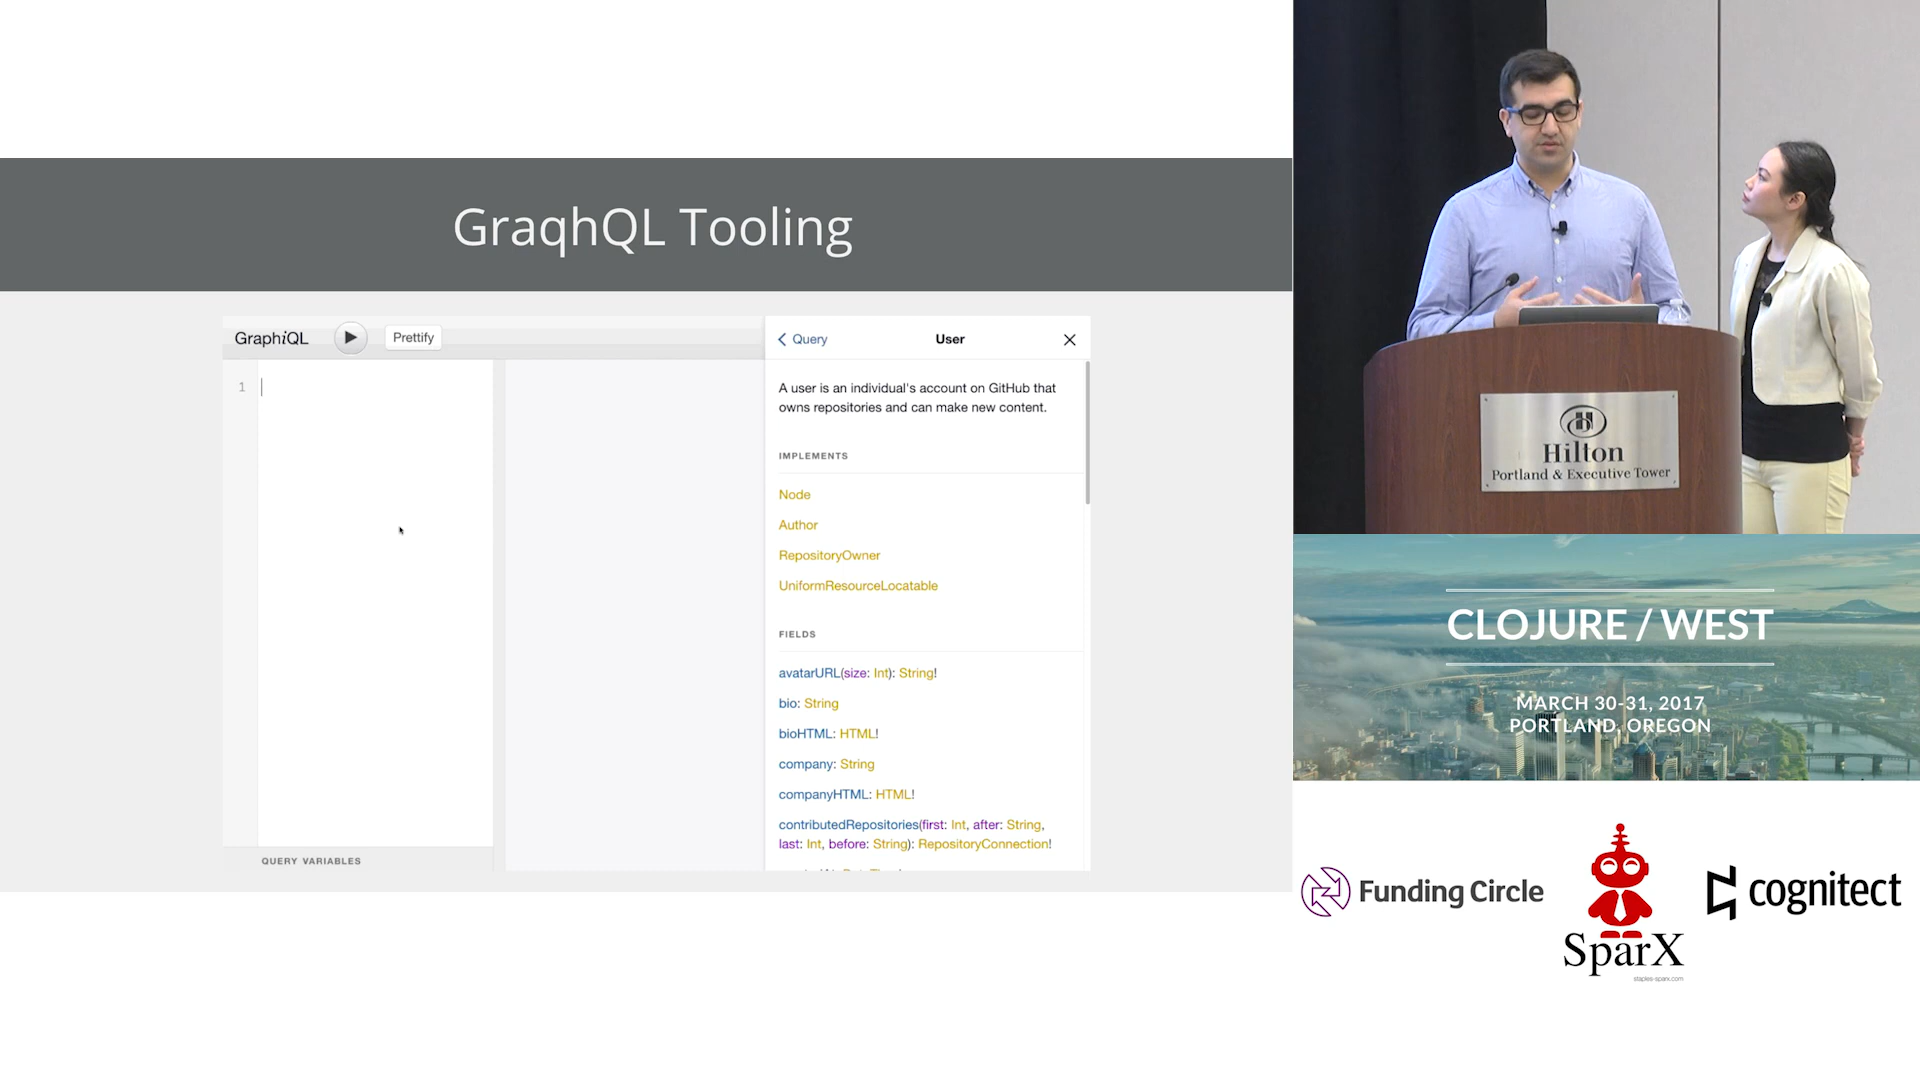 GraqhQL Tooling
GraphiQL
Prettify
1
QUERY VARIABLES
Query
User
A user is an individual's account on GitHub that
owns repositories and can make new content.
IMPLEMENTS
Node
Author
RepositoryOwner
UniformResourceLocatable
FIELDS
avatarURL(size: Int): String!
bio: String
bioHTML: HTML!
company: String
companyHTML: HTML!
contributedRepositories(first: Int, after: String,
last: Int, before: String): RepositoryConnection!
Hilton
Portland & Executive Tower
CLOJURE / WEST
MARCH 30-31, 2017
PORTLAND, OREGON
Funding Circle
SparX
staples-sparx.com
cognitect